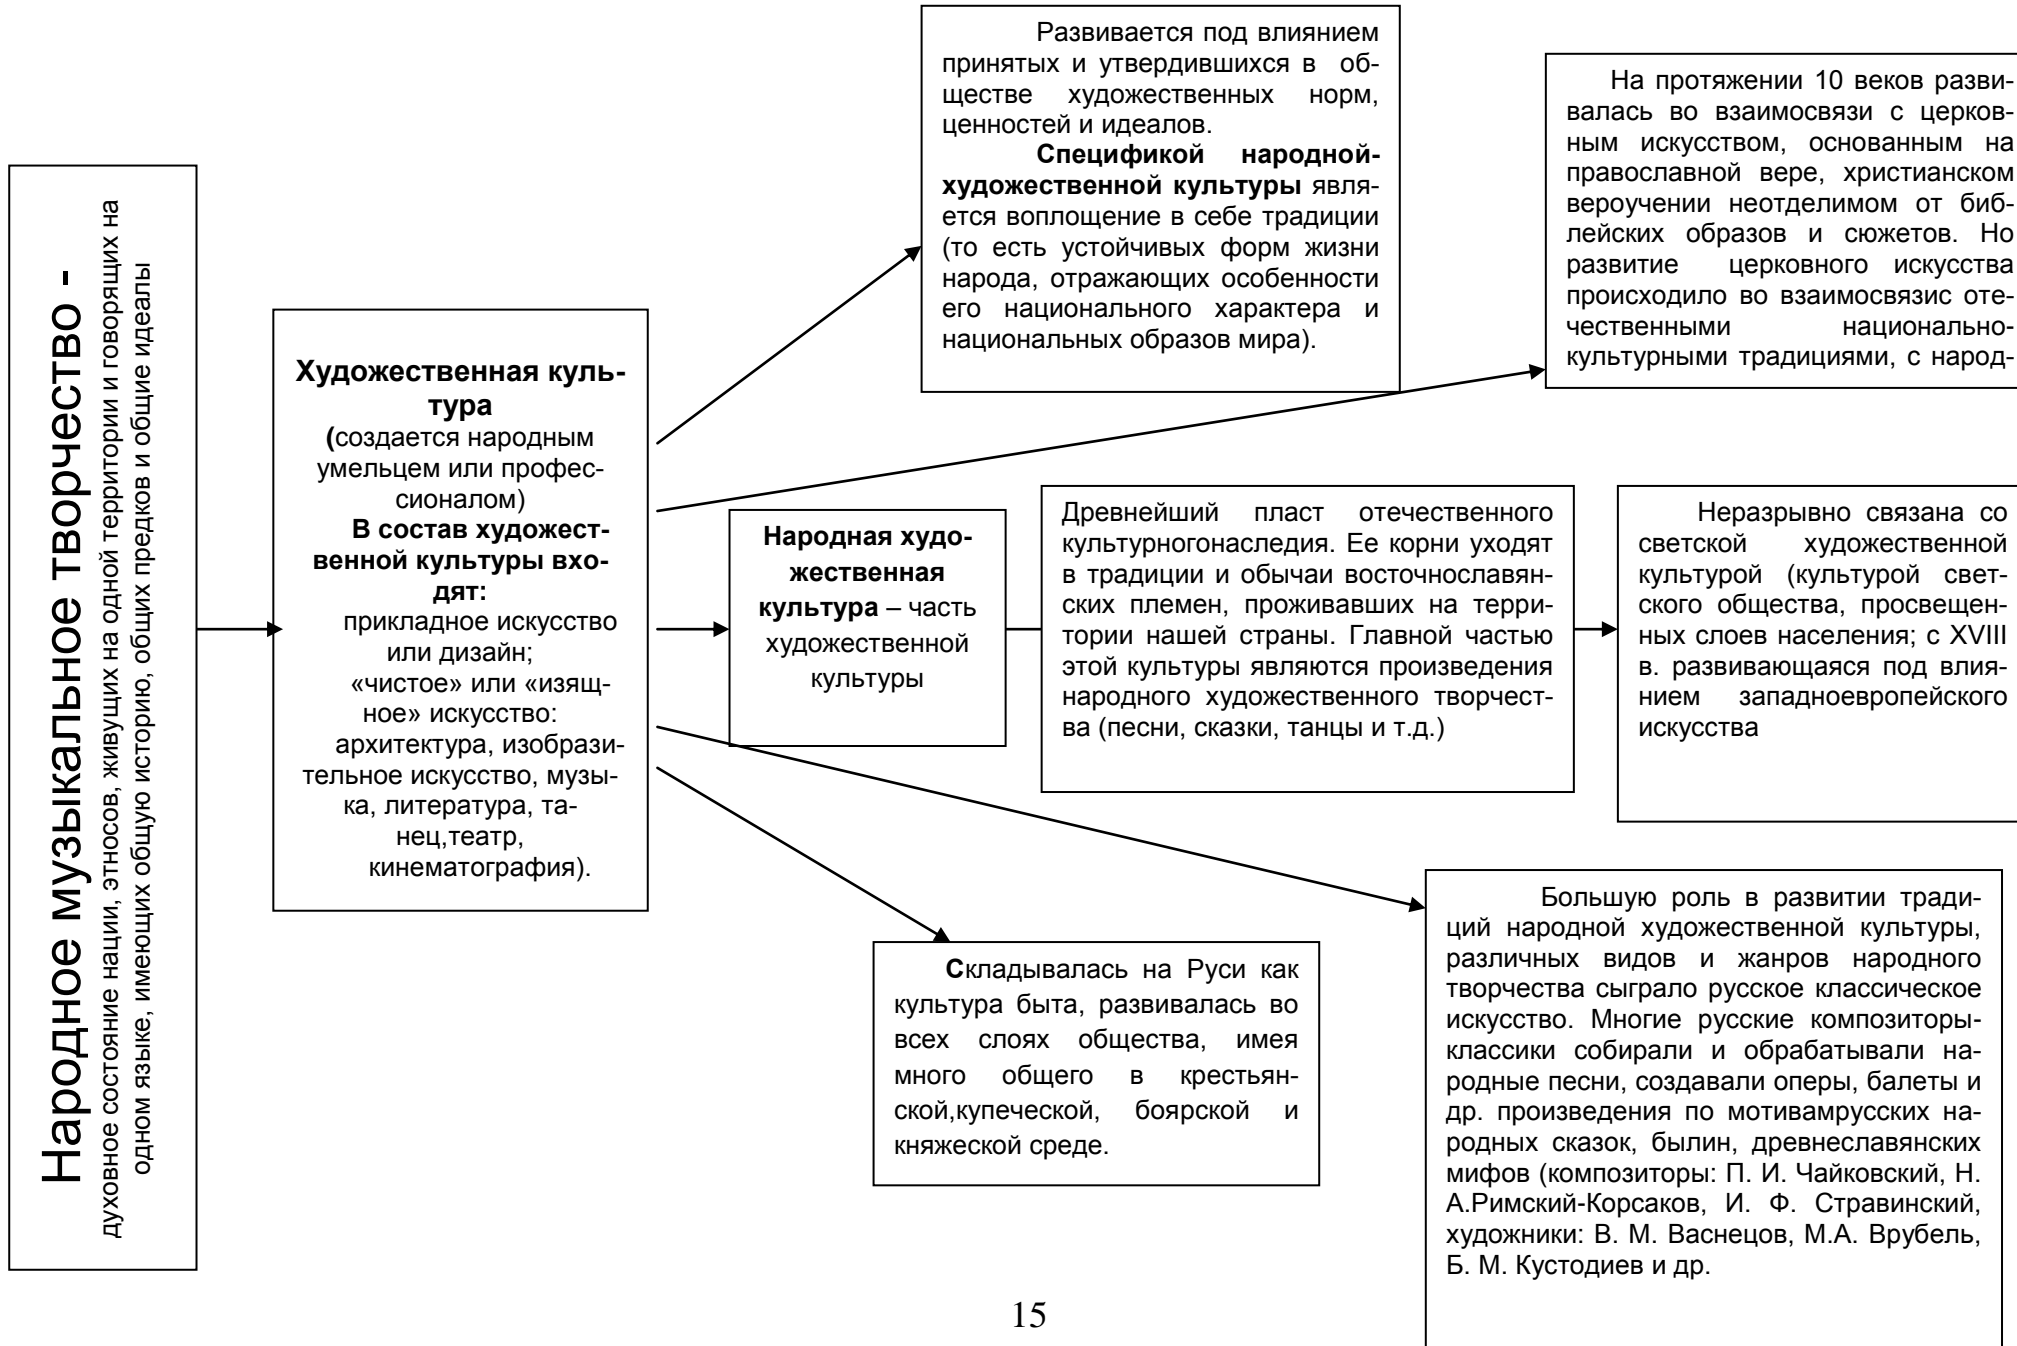 Народное музыкальное творчество -
духовное состояние нации, этносов, живущих на одной территории и говорящих на
одном языке, имеющих общую историю, общих предков и общие идеалы
Художественная куль-
тура
(создается народным
умельцем или профес-
сионалом)
В состав художест-
венной культуры вхо-
дят:
прикладное искусство
или дизайн;
«чистое» или «изящ-
ное» искусство:
архитектура, изобрази-
тельное искусство, музы-
ка, литература, та-
нец,театр,
кинематография).
Развивается под влиянием
принятых и утвердившихся в об-
ществе художественных норм,
ценностей и идеалов.
Спецификой народной-
художественной культуры явля-
ется воплощение в себе традиции
(то есть устойчивых форм жизни
народа, отражающих особенности
его национального характера и
национальных образов мира).
На протяжении 10 веков разви-
валась во взаимосвязи с церков-
ным искусством, основанным на
православной вере, христианском
вероучении неотделимом от биб-
лейских образов и сюжетов. Но
развитие церковного искусства
происходило во взаимосвязис оте-
чественными национально-
культурными традициями, с народ-
Народная худо-
жественная
культура – часть
художественной
культуры
Древнейший пласт отечественного
культурногонаследия. Ее корни уходят
в традиции и обычаи восточнославян-
ских племен, проживавших на терри-
тории нашей страны. Главной частью
этой культуры являются произведения
народного художественного творчест-
ва (песни, сказки, танцы и т.д.)
Неразрывно связана со
светской художественной
культурой (культурой свет-
ского общества, просвещен-
ных слоев населения; с XVIII
в. развивающаяся под влия-
нием западноевропейского
искусства
Складывалась на Руси как
культура быта, развивалась во
всех слоях общества, имея
много общего в крестьян-
ской,купеческой, боярской и
княжеской среде.
Большую роль в развитии тради-
ций народной художественной культуры,
различных видов и жанров народного
творчества сыграло русское классическое
искусство. Многие русские композиторы-
классики собирали и обрабатывали на-
родные песни, создавали оперы, балеты и
др. произведения по мотивамрусских на-
родных сказок, былин, древнеславянских
мифов (композиторы: П. И. Чайковский, Н.
А.Римский-Корсаков, И. Ф. Стравинский,
художники: В. М. Васнецов, М.А. Врубель,
Б. М. Кустодиев и др.
15